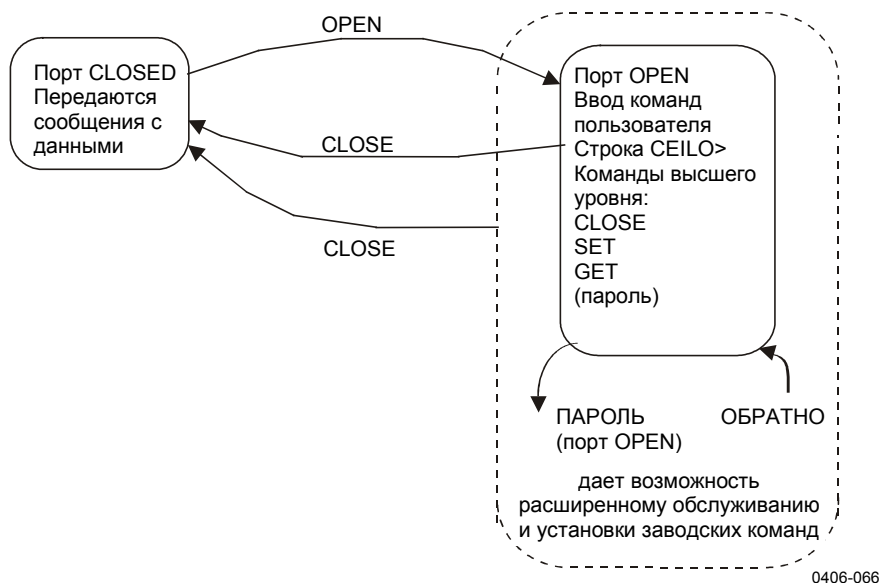 OPEN
Порт CLOSED
Передаются
сообщения с
данными
CLOSE
CLOSE
Порт OPEN
Ввод команд
пользователя
Строка CEILO>
Команды высшего
уровня:
CLOSE
SET
GET
(пароль)
ПАРОЛЬ
(порт OPEN)
ОБРАТНО
дает возможность
расширенному обслуживанию
и установки заводских команд
0406-066